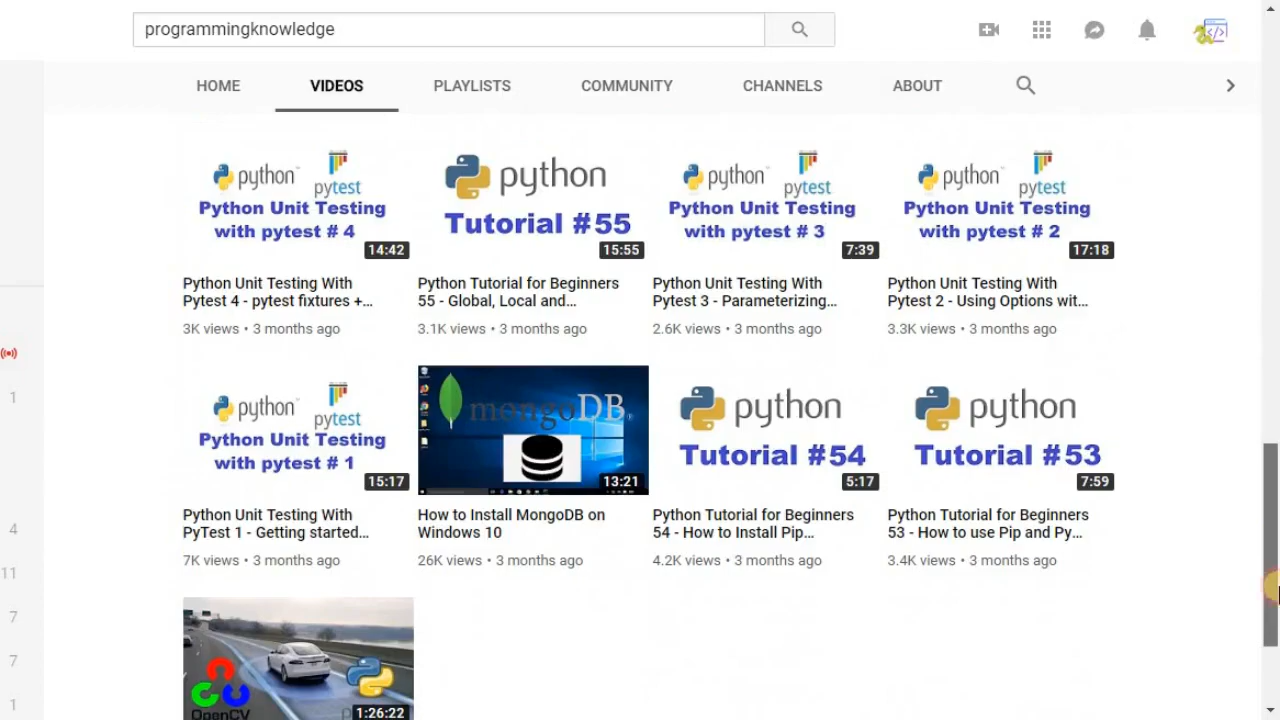 programmingknowledge
HOME VIDEOS PLAYLISTS COMMUNITY CHANNELS ABOUT
python pytest
Python Unit Testing
with pytest # 4
14:42
python
Tutorial #55
15:55
python pytest
Python Unit Testing
with pytest # 3
7:39
python pytest
Python Unit Testing
with pytest # 2
17:18
Python Unit Testing With
Pytest 4 - pytest fixtures +...
3K views • 3 months ago
Python Tutorial for Beginners
55 - Global, Local and...
3.1K views • 3 months ago
Python Unit Testing With
Pytest 3 - Parameterizing...
2.6K views • 3 months ago
Python Unit Testing With
Pytest 2 - Using Options wit...
3.3K views • 3 months ago
1
python pytest
Python Unit Testing
with pytest # 1
15:17
mongoDB
13:21
python
Tutorial #54
5:17
python
Tutorial #53
7:59
Python Unit Testing With
PyTest 1 - Getting started...
7K views • 3 months ago
How to Install MongoDB on
Windows 10
26K views • 3 months ago
Python Tutorial for Beginners
54 - How to Install Pip...
4.2K views • 3 months ago
Python Tutorial for Beginners
53 - How to use Pip and Py...
3.4K views • 3 months ago
4
11
7
7
1
OpenCV
1:26:22